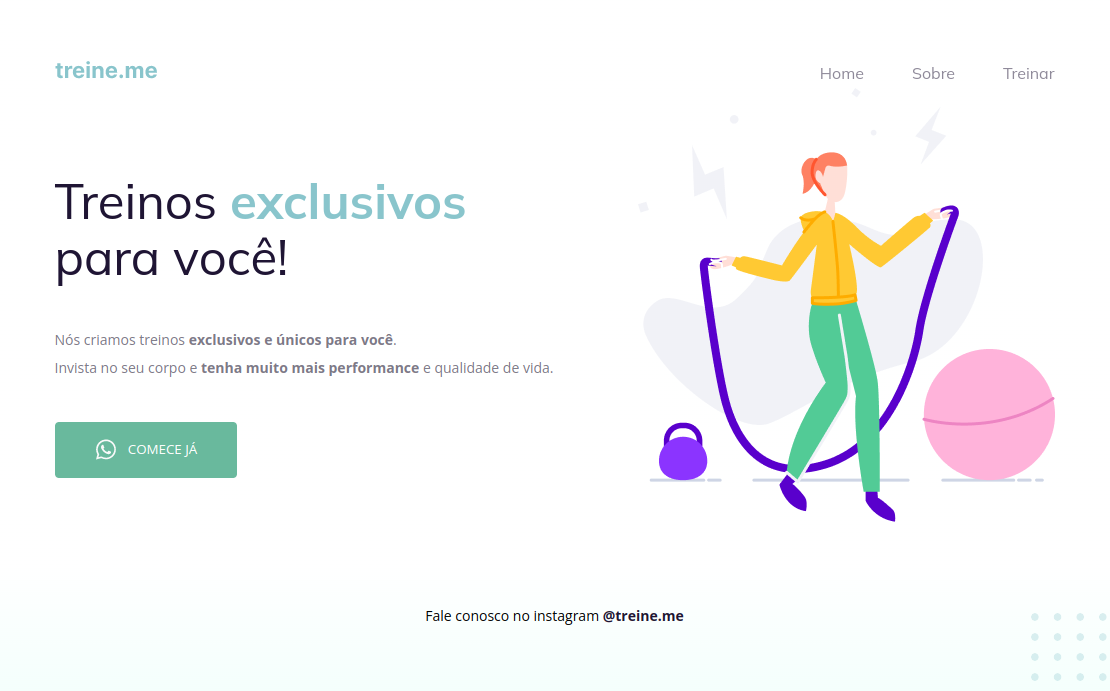 treine.me
Home Sobre Treinar
Treinos exclusivos
para você!
Nós criamos treinos exclusivos e únicos para você.
Invista no seu corpo e tenha muito mais performance e qualidade de vida.
COMECE JÁ
Fale conosco no instagram @treine.me